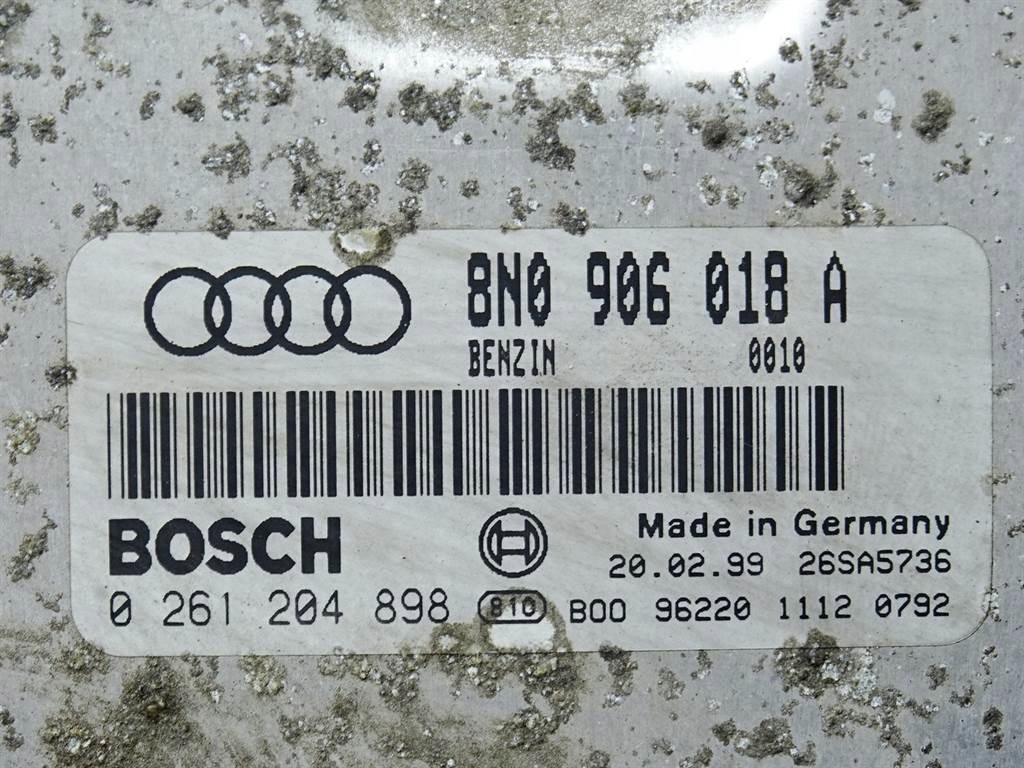 8N0 906 018 A
BENZIN 0010
BOSCH
Made in Germany
20.02.99 26SA5736
0 261 204 898 810 B00 96220 1112 0792